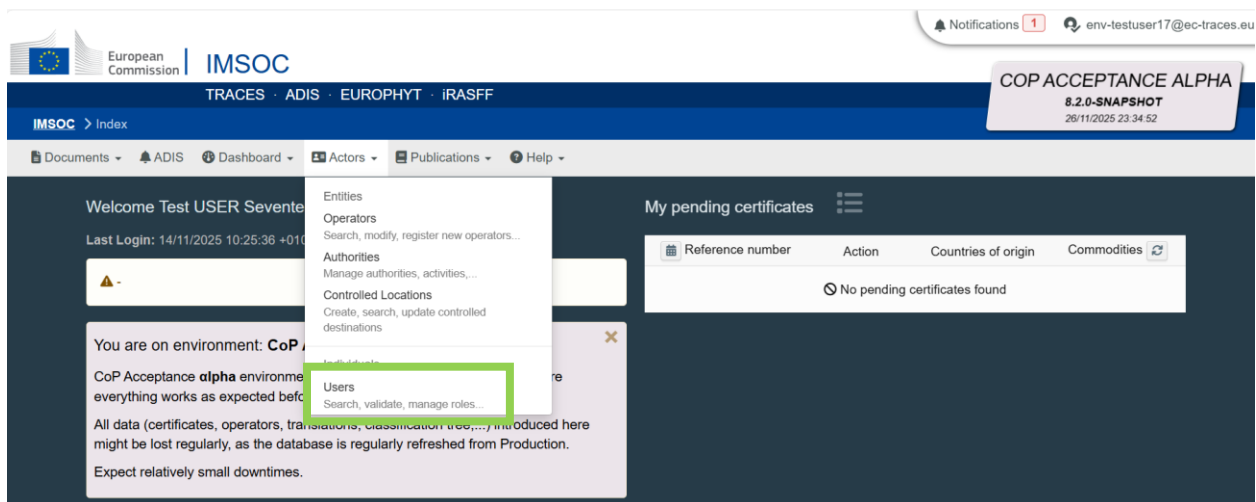 Notifications 1 env-testuser17@ec-traces.eu
European
Commission
IMSOC
COP ACCEPTANCE ALPHA
8.2.0-SNAPSHOT
26/11/2025 23:34:52
TRACES · ADIS · EUROPHYT · iRASFF
IMSOC > Index
Documents ADIS Dashboard Actors Publications Help
Welcome Test USER Sevente
Last Login: 14/11/2025 10:25:36 +010
-
You are on environment: CoP
CoP Acceptance αlpha environme re
everything works as expected befo
All data (certificates, operators, translations, classification tree,...) introduced here
might be lost regularly, as the database is regularly refreshed from Production.
Expect relatively small downtimes.
Entities
Operators
Search, modify, register new operators...
Authorities
Manage authorities, activities,...
Controlled Locations
Create, search, update controlled
destinations
Individuals
Users
Search, validate, manage roles...
My pending certificates
Reference number Action Countries of origin Commodities
No pending certificates found